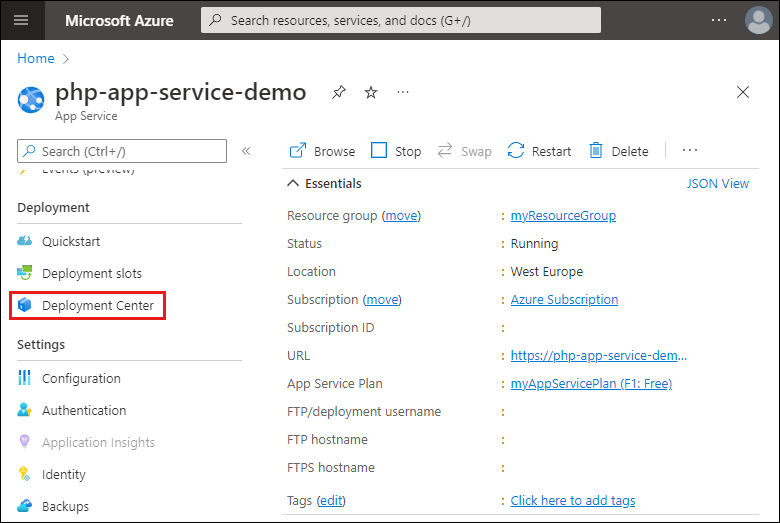 Microsoft Azure
Search resources, services, and docs (G+/)
Home
php-app-service-demo
App Service
Search (Ctrl+/)
Browse
Stop
Swap
Restart
Delete
Events (preview)
Deployment
Quickstart
Deployment slots
Deployment Center
Settings
Configuration
Authentication
Application Insights
Identity
Backups
Essentials
JSON View
Resource group (move) : myResourceGroup
Status : Running
Location : West Europe
Subscription (move) : Azure Subscription
Subscription ID :
URL : https://php-app-service-dem...
App Service Plan : myAppServicePlan (F1: Free)
FTP/deployment username :
FTP hostname :
FTPS hostname :
Tags (edit) : Click here to add tags